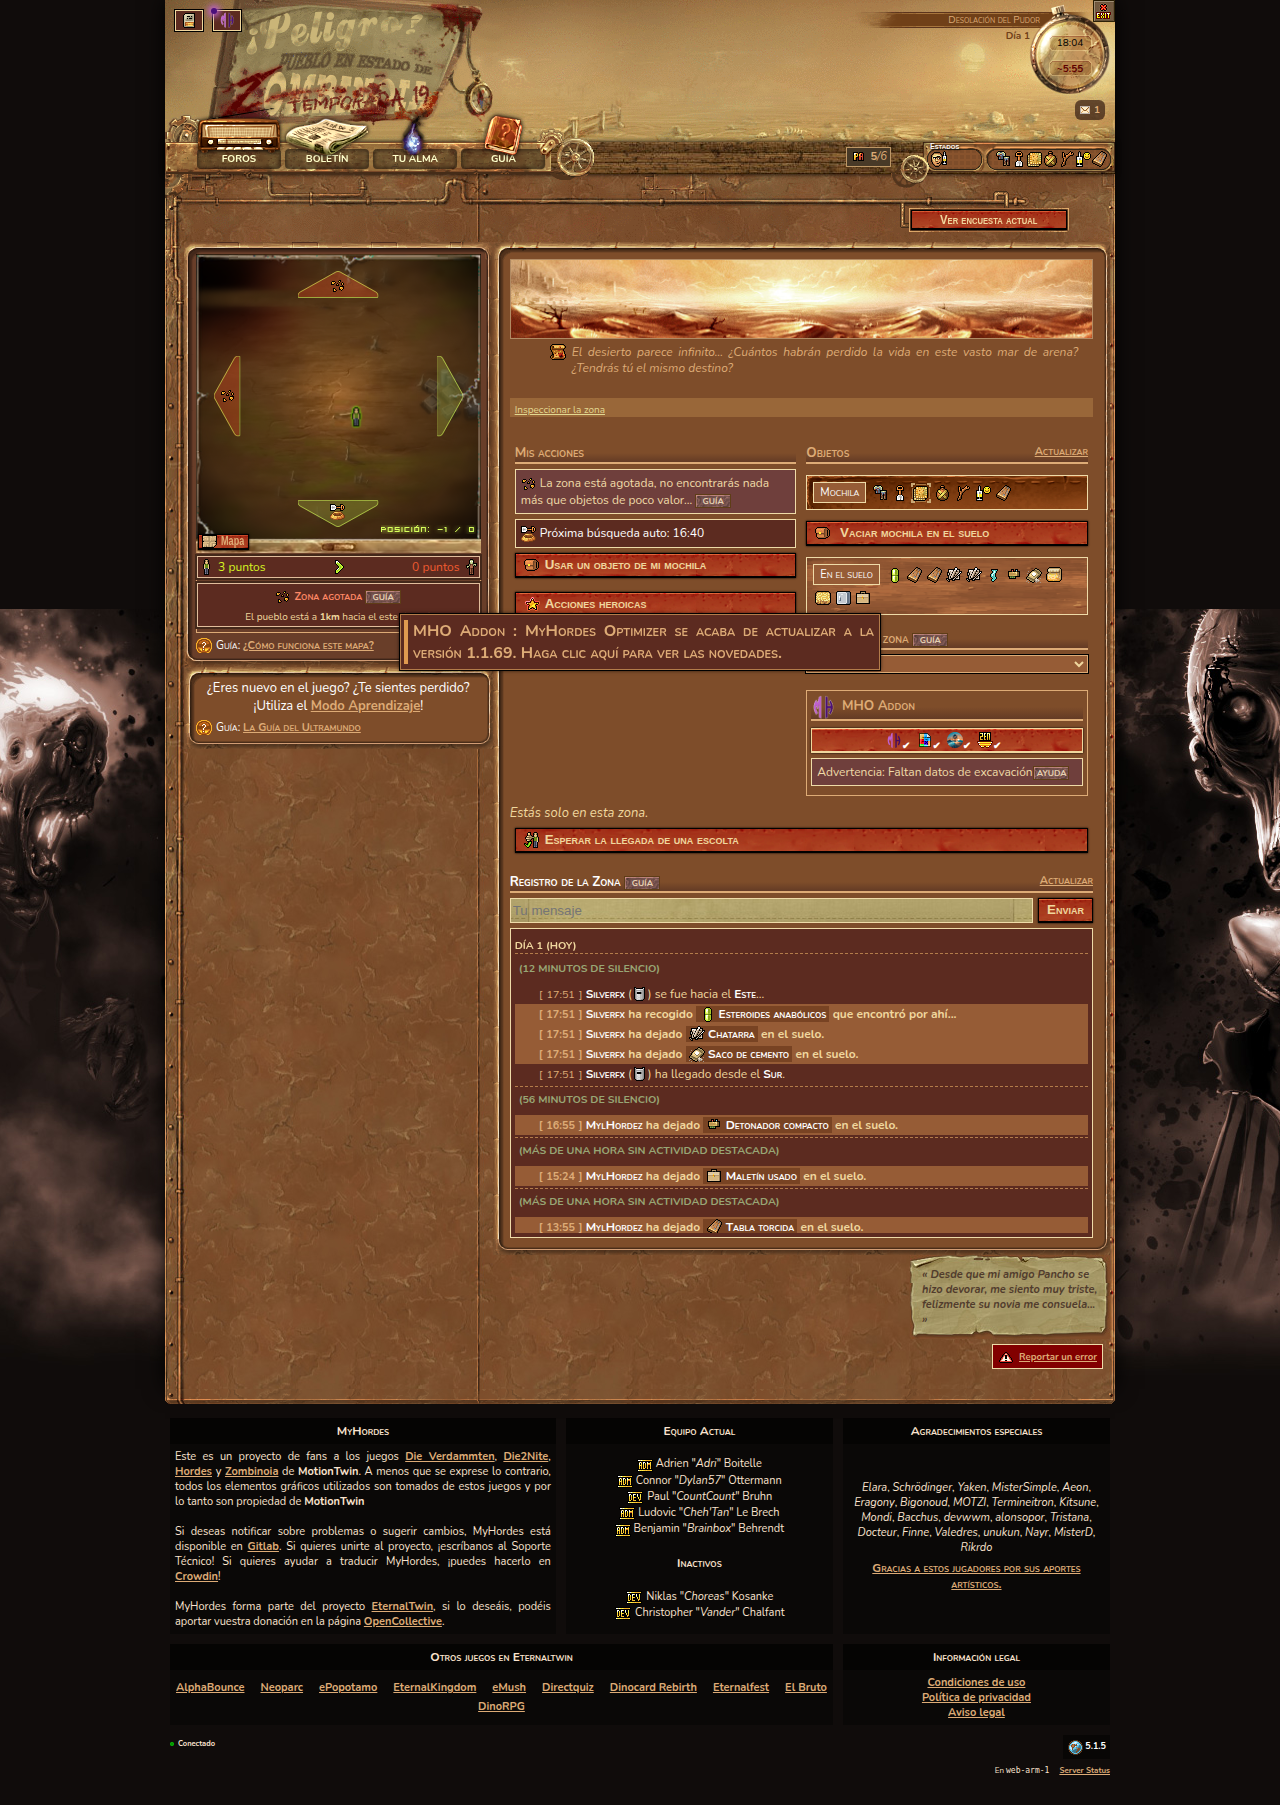 ¡Peligro!
PUEBLO EN ESTADO DE
ZOMBINOIA
TEMPORADA 19
Desolación del Pudor
Día 1
EXIT
18:04
~5:55
1
FOROS
BOLETÍN
TU ALMA
GUÍA
PA 5/6
Estados
Ver encuesta actual
POSICIÓN: -1 / 0
Mapa
3 puntos
0 puntos
Zona agotada GUÍA
El pueblo está a 1km hacia el este
Guía: ¿Cómo funciona este mapa?
¿Eres nuevo en el juego? ¿Te sientes perdido?
¡Utiliza el Modo Aprendizaje!
Guía: La Guía del Ultramundo
El desierto parece infinito... ¿Cuántos habrán perdido la vida en este vasto mar de arena?
¿Tendrás tú el mismo destino?
Inspeccionar la zona
Mis acciones
La zona está agotada, no encontrarás nada
más que objetos de poco valor... GUÍA
Próxima búsqueda auto: 16:40
Usar un objeto de mi mochila
Acciones heroicas
Objetos
Actualizar
Mochila
Vaciar mochila en el suelo
En el suelo
MHO Addon : MyHordes Optimizer se acaba de actualizar a la
versión 1.1.69. Haga clic aquí para ver las novedades.
zona GUÍA
MHO Addon
Advertencia: Faltan datos de excavación AYUDA
Estás solo en esta zona.
Esperar la llegada de una escolta
Registro de la Zona GUÍA
Actualizar
Tu mensaje
Enviar
DÍA 1 (HOY)
(12 MINUTOS DE SILENCIO)
[ 17:51 ] Silverfx ( ) se fue hacia el Este...
[ 17:51 ] Silverfx ha recogido Esteroides anabólicos que encontró por ahí...
[ 17:51 ] Silverfx ha dejado Chatarra en el suelo.
[ 17:51 ] Silverfx ha dejado Saco de cemento en el suelo.
[ 17:51 ] Silverfx ( ) ha llegado desde el Sur.
(56 MINUTOS DE SILENCIO)
[ 16:55 ] MylHordez ha dejado Detonador compacto en el suelo.
(MÁS DE UNA HORA SIN ACTIVIDAD DESTACADA)
[ 15:24 ] MylHordez ha dejado Maletín usado en el suelo.
(MÁS DE UNA HORA SIN ACTIVIDAD DESTACADA)
[ 13:55 ] MylHordez ha dejado Tabla torcida en el suelo.
« Desde que mi amigo Pancho se
hizo devorar, me siento muy triste,
felizmente su novia me consuela...
»
Reportar un error
MyHordes
Este es un proyecto de fans a los juegos Die Verdammten, Die2Nite,
Hordes y Zombinoia de MotionTwin. A menos que se exprese lo contrario,
todos los elementos gráficos utilizados son tomados de estos juegos y por
lo tanto son propiedad de MotionTwin
Si deseas notificar sobre problemas o sugerir cambios, MyHordes está
disponible en Gitlab. Si quieres unirte al proyecto, ¡escríbanos al Soporte
Técnico! Si quieres ayudar a traducir MyHordes, ¡puedes hacerlo en
Crowdin!
MyHordes forma parte del proyecto EternalTwin, si lo deseáis, podéis
aportar vuestra donación en la página OpenCollective.
Equipo Actual
ADM Adrien "Adri" Boitelle
ADM Connor "Dylan57" Ottermann
DEV Paul "CountCount" Bruhn
ADM Ludovic "Cheh'Tan" Le Brech
ADM Benjamin "Brainbox" Behrendt
Inactivos
DEV Niklas "Choreas" Kosanke
DEV Christopher "Vander" Chalfant
Agradecimientos especiales
Elara, Schrödinger, Yaken, MisterSimple, Aeon,
Eragony, Bigonoud, MOTZI, Termineitron, Kitsune,
Mondi, Bacchus, devwwm, alonsopor, Tristana,
Docteur, Finne, Valedres, unukun, Nayr, MisterD,
Rikrdo
Gracias a estos jugadores por sus aportes
artísticos.
Otros juegos en Eternaltwin
AlphaBounce Neoparc ePopotamo EternalKingdom eMush Directquiz Dinocard Rebirth Eternalfest El Bruto
DinoRPG
Información legal
Condiciones de uso
Política de privacidad
Aviso legal
Conectado
5.1.5
En web-arm-1 Server Status